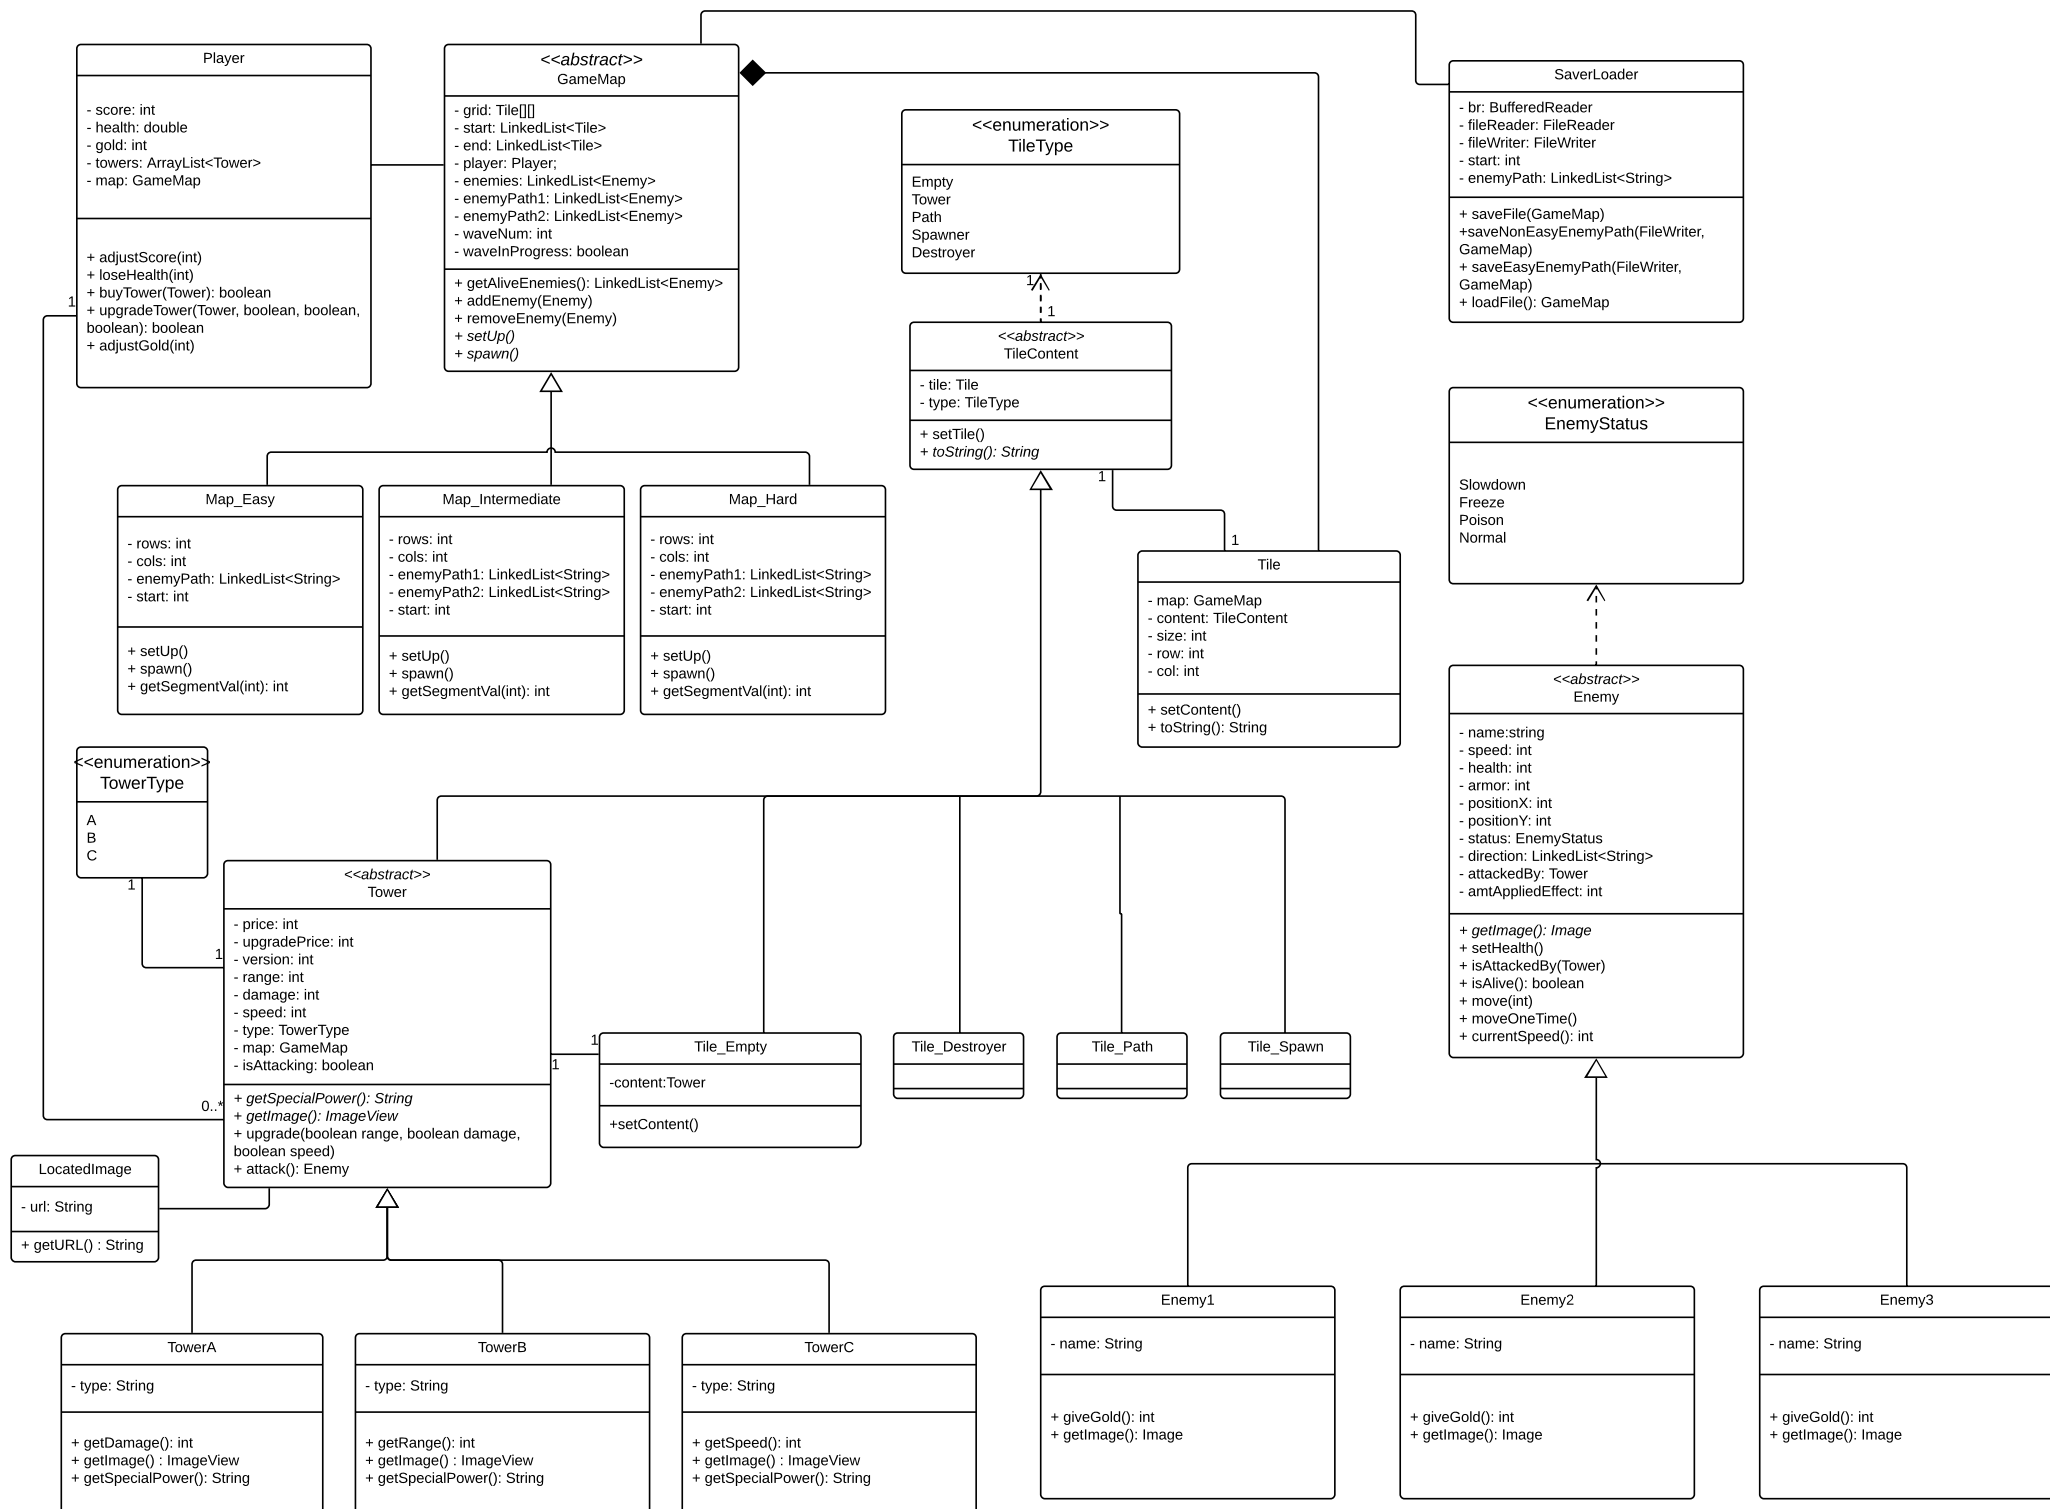 Player
- score: int
- health: double
- gold: int
- towers: ArrayList<Tower>
- map: GameMap
+ adjustScore(int)
+ loseHealth(int)
+ buyTower(Tower): boolean
+ upgradeTower(Tower, boolean, boolean,
boolean): boolean
+ adjustGold(int)
1
<<abstract>>
GameMap
- grid: Tile[][]
- start: LinkedList<Tile>
- end: LinkedList<Tile>
- player: Player;
- enemies: LinkedList<Enemy>
- enemyPath1: LinkedList<Enemy>
- enemyPath2: LinkedList<Enemy>
- waveNum: int
- waveInProgress: boolean
+ getAliveEnemies(): LinkedList<Enemy>
+ addEnemy(Enemy)
+ removeEnemy(Enemy)
+ setUp()
+ spawn()
<<enumeration>>
TileType
Empty
Tower
Path
Spawner
Destroyer
1
1
<<abstract>>
TileContent
- tile: Tile
- type: TileType
+ setTile()
+ toString(): String
1
1
SaverLoader
- br: BufferedReader
- fileReader: FileReader
- fileWriter: FileWriter
- start: int
- enemyPath: LinkedList<String>
+ saveFile(GameMap)
+saveNonEasyEnemyPath(FileWriter,
GameMap)
+ saveEasyEnemyPath(FileWriter,
GameMap)
+ loadFile(): GameMap
<<enumeration>>
EnemyStatus
Slowdown
Freeze
Poison
Normal
Map_Easy
- rows: int
- cols: int
- enemyPath: LinkedList<String>
- start: int
+ setUp()
+ spawn()
+ getSegmentVal(int): int
Map_Intermediate
- rows: int
- cols: int
- enemyPath1: LinkedList<String>
- enemyPath2: LinkedList<String>
- start: int
+ setUp()
+ spawn()
+ getSegmentVal(int): int
Map_Hard
- rows: int
- cols: int
- enemyPath1: LinkedList<String>
- enemyPath2: LinkedList<String>
- start: int
+ setUp()
+ spawn()
+ getSegmentVal(int): int
Tile
- map: GameMap
- content: TileContent
- size: int
- row: int
- col: int
+ setContent()
+ toString(): String
<<abstract>>
Enemy
- name:string
- speed: int
- health: int
- armor: int
- positionX: int
- positionY: int
- status: EnemyStatus
- direction: LinkedList<String>
- attackedBy: Tower
- amtAppliedEffect: int
+ getImage(): Image
+ setHealth()
+ isAttackedBy(Tower)
+ isAlive(): boolean
+ move(int)
+ moveOneTime()
+ currentSpeed(): int
<<enumeration>>
TowerType
A
B
C
1
1
<<abstract>>
Tower
- price: int
- upgradePrice: int
- version: int
- range: int
- damage: int
- speed: int
- type: TowerType
- map: GameMap
- isAttacking: boolean
+ getSpecialPower(): String
+ getImage(): ImageView
+ upgrade(boolean range, boolean damage,
boolean speed)
+ attack(): Enemy
0..*
1
1
Tile_Empty
-content:Tower
+setContent()
Tile_Destroyer
Tile_Path
Tile_Spawn
LocatedImage
- url: String
+ getURL() : String
TowerA
- type: String
+ getDamage(): int
+ getImage() : ImageView
+ getSpecialPower(): String
TowerB
- type: String
+ getRange(): int
+ getImage() : ImageView
+ getSpecialPower(): String
TowerC
- type: String
+ getSpeed(): int
+ getImage() : ImageView
+ getSpecialPower(): String
Enemy1
- name: String
+ giveGold(): int
+ getImage(): Image
Enemy2
- name: String
+ giveGold(): int
+ getImage(): Image
Enemy3
- name: String
+ giveGold(): int
+ getImage(): Image